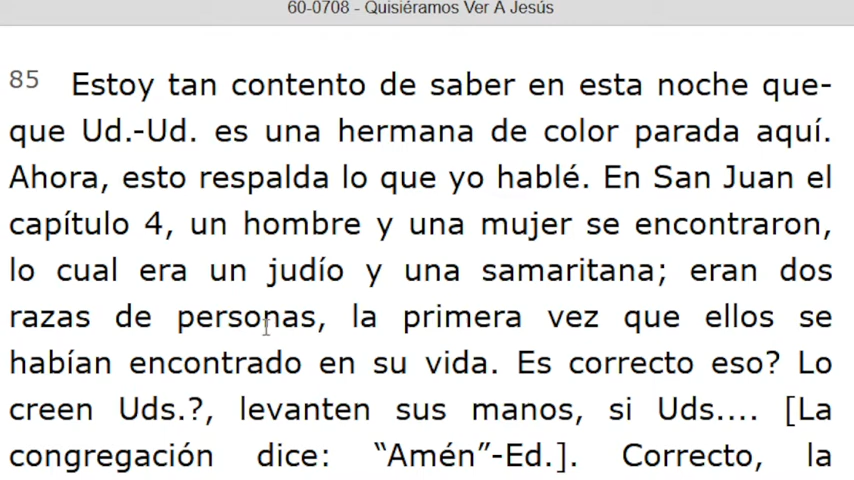 60-0708 - Quisiéramos Ver A Jesús
85 Estoy tan contento de saber en esta noche que-
que Ud.-Ud. es una hermana de color parada aquí.
Ahora, esto respalda lo que yo hablé. En San Juan el
capítulo 4, un hombre y una mujer se encontraron,
lo cual era un judío y una samaritana; eran dos
razas de personas, la primera vez que ellos se
habían encontrado en su vida. Es correcto eso? Lo
creen Uds.?, levanten sus manos, si Uds.... [La
congregación dice: “Amén”-Ed.]. Correcto, la